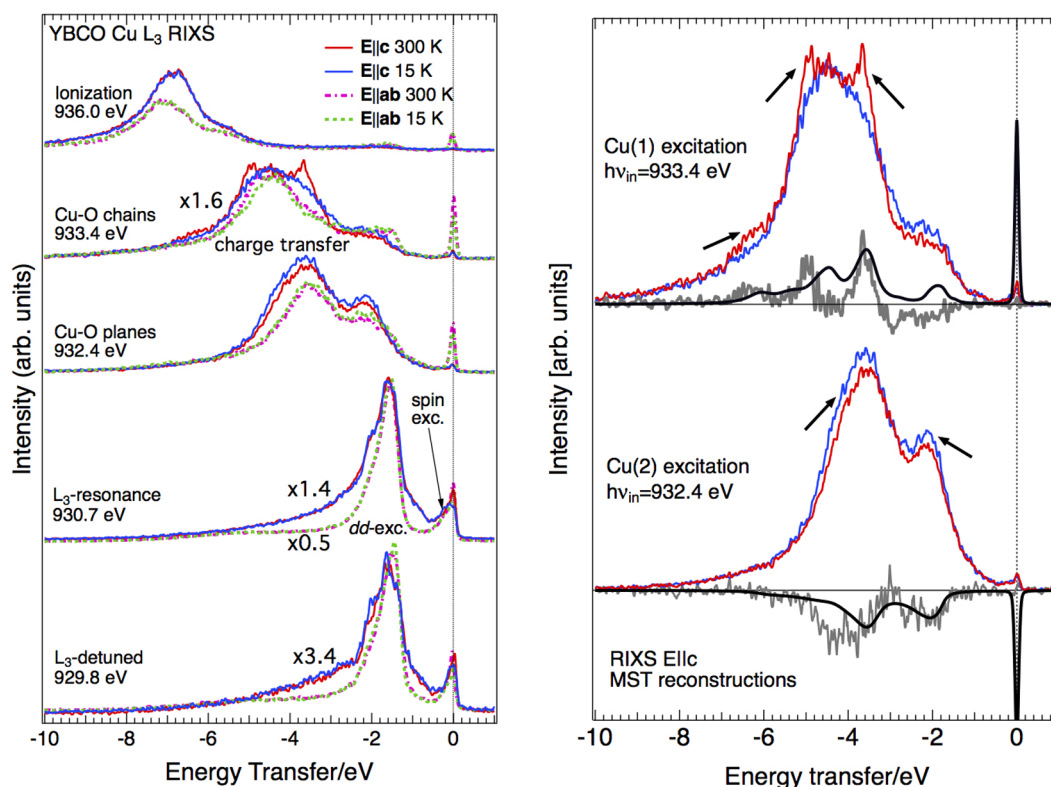 YBCO Cu L3 RIXS
E||c 300 K
E||c 15 K
E||ab 300 K
E||ab 15 K
Ionization
936.0 eV
x1.6
Cu-O chains
933.4 eV
charge transfer
Cu-O planes
932.4 eV
spin
exc.
L3-resonance
930.7 eV
x1.4
dd-exc.
x0.5
L3-detuned
929.8 eV
x3.4
-10 -8 -6 -4 -2 0
Energy Transfer/eV
Intensity (arb. units)
Cu(1) excitation
hνin=933.4 eV
Cu(2) excitation
hνin=932.4 eV
RIXS E||c
MST reconstructions
-10 -8 -6 -4 -2 0
Energy transfer/eV
Intensity [arb. units]